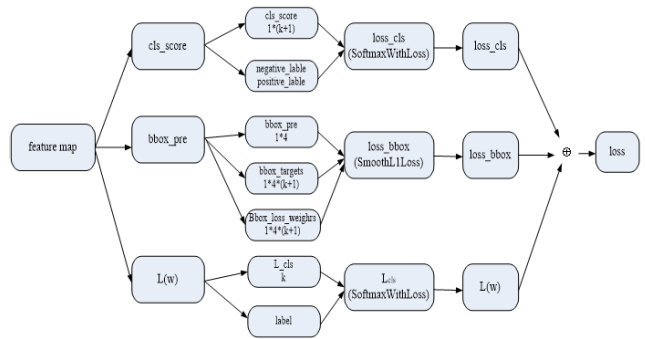 feature map
cls_score
cls_score
1*(k+1)
negative_lable
positive_lable
loss_cls
(SoftmaxWithLoss)
loss_cls
bbox_pre
bbox_pre
1*4
bbox_targets
1*4*(k+1)
Bbox_loss_weighrs
1*4*(k+1)
loss_bbox
(SmoothL1Loss)
loss_bbox
⊕
loss
L(w)
L_cls
k
label
Lcls
(SoftmaxWithLoss)
L(w)